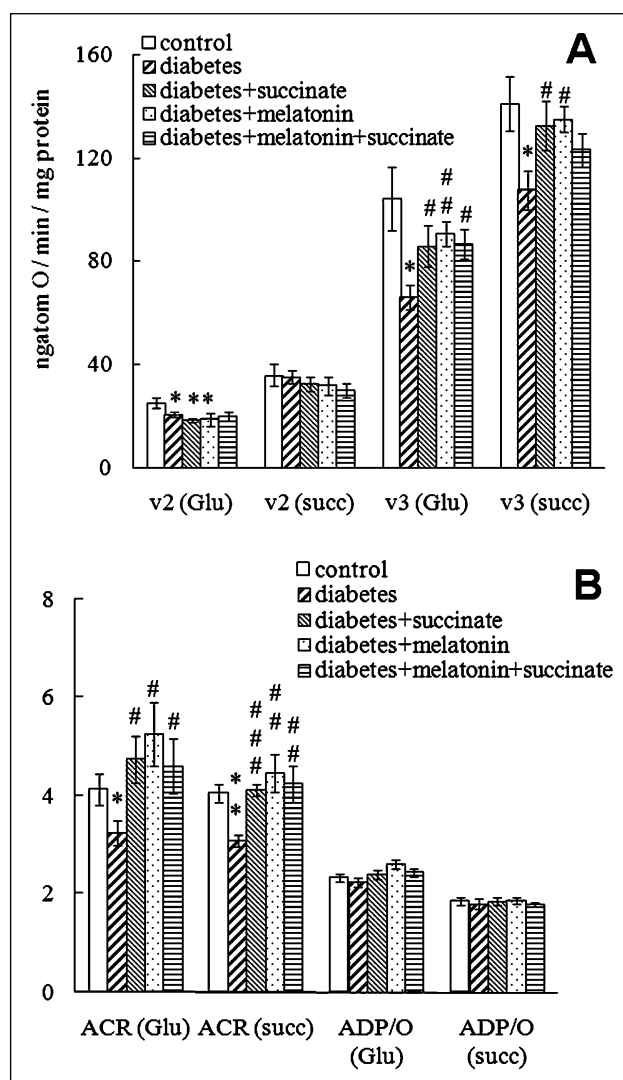 A
control
diabetes
diabetes+succinate
diabetes+melatonin
diabetes+melatonin+succinate
ngatom O / min / mg protein
160
120
80
40
0
* * *
* # # # #
* # #
v2 (Glu) v2 (succ) v3 (Glu) v3 (succ)
B
control
diabetes
diabetes+succinate
diabetes+melatonin
diabetes+melatonin+succinate
8
6
4
2
0
* # # #
* * # # # # # # #
ACR (Glu) ACR (succ) ADP/O (Glu) ADP/O (succ)